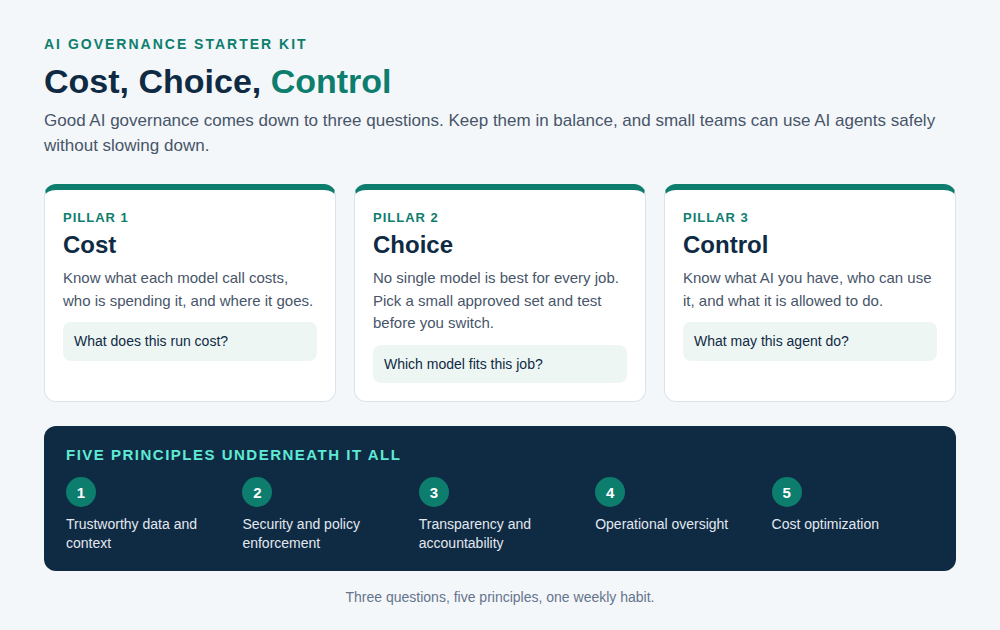 AI GOVERNANCE STARTER KIT
Cost, Choice, Control
Good AI governance comes down to three questions. Keep them in balance, and small teams can use AI agents safely
without slowing down.
PILLAR 1
Cost
Know what each model call costs,
who is spending it, and where it goes.
What does this run cost?
PILLAR 2
Choice
No single model is best for every job.
Pick a small approved set and test
before you switch.
Which model fits this job?
PILLAR 3
Control
Know what AI you have, who can use
it, and what it is allowed to do.
What may this agent do?
FIVE PRINCIPLES UNDERNEATH IT ALL
1
Trustworthy data and
context
2
Security and policy
enforcement
3
Transparency and
accountability
4
Operational oversight
5
Cost optimization
Three questions, five principles, one weekly habit.